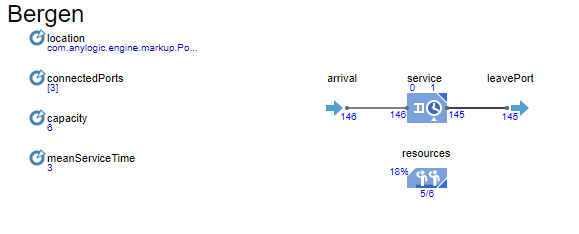 Bergen
location
com.anylogic.engine.markup.Po...
connectedPorts
[3]
capacity
6
meanServiceTime
3
arrival service leavePort
0 1
146 146 145 145
resources
18%
5/6